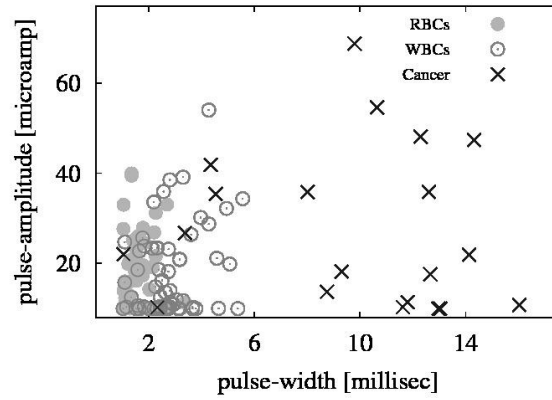 RBCs
WBCs
Cancer
60
40
20
pulse-amplitude [microamp]
2
6
10
14
pulse-width [millisec]